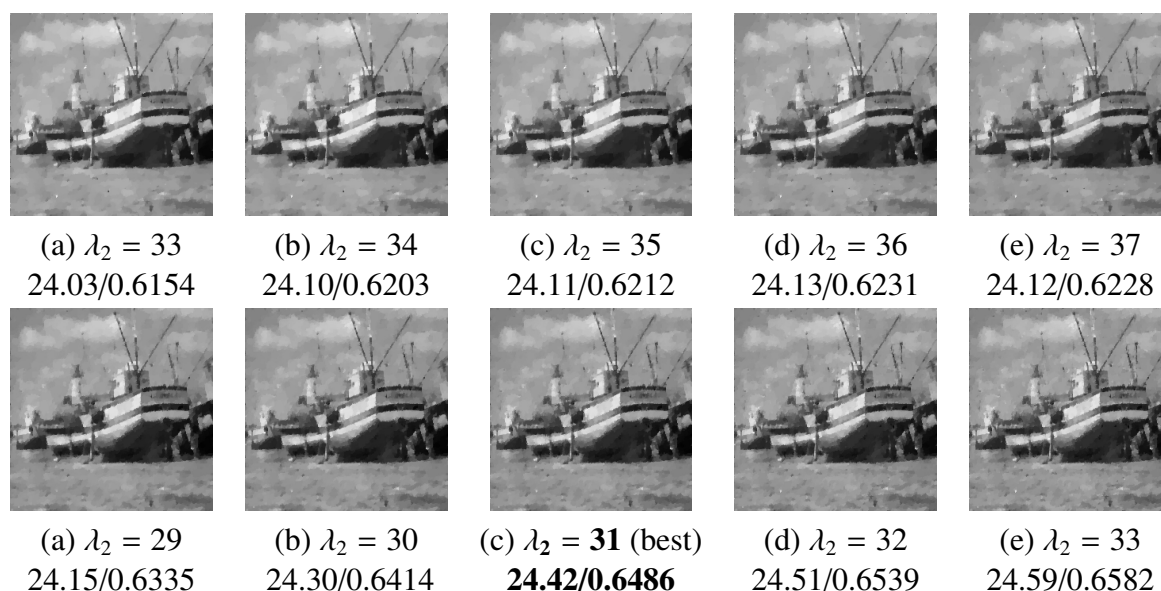 (a) λ₂ = 33 (b) λ₂ = 34 (c) λ₂ = 35 (d) λ₂ = 36 (e) λ₂ = 37
24.03/0.6154 24.10/0.6203 24.11/0.6212 24.13/0.6231 24.12/0.6228
(a) λ₂ = 29 (b) λ₂ = 30 (c) λ₂ = 31 (best) (d) λ₂ = 32 (e) λ₂ = 33
24.15/0.6335 24.30/0.6414 24.42/0.6486 24.51/0.6539 24.59/0.6582